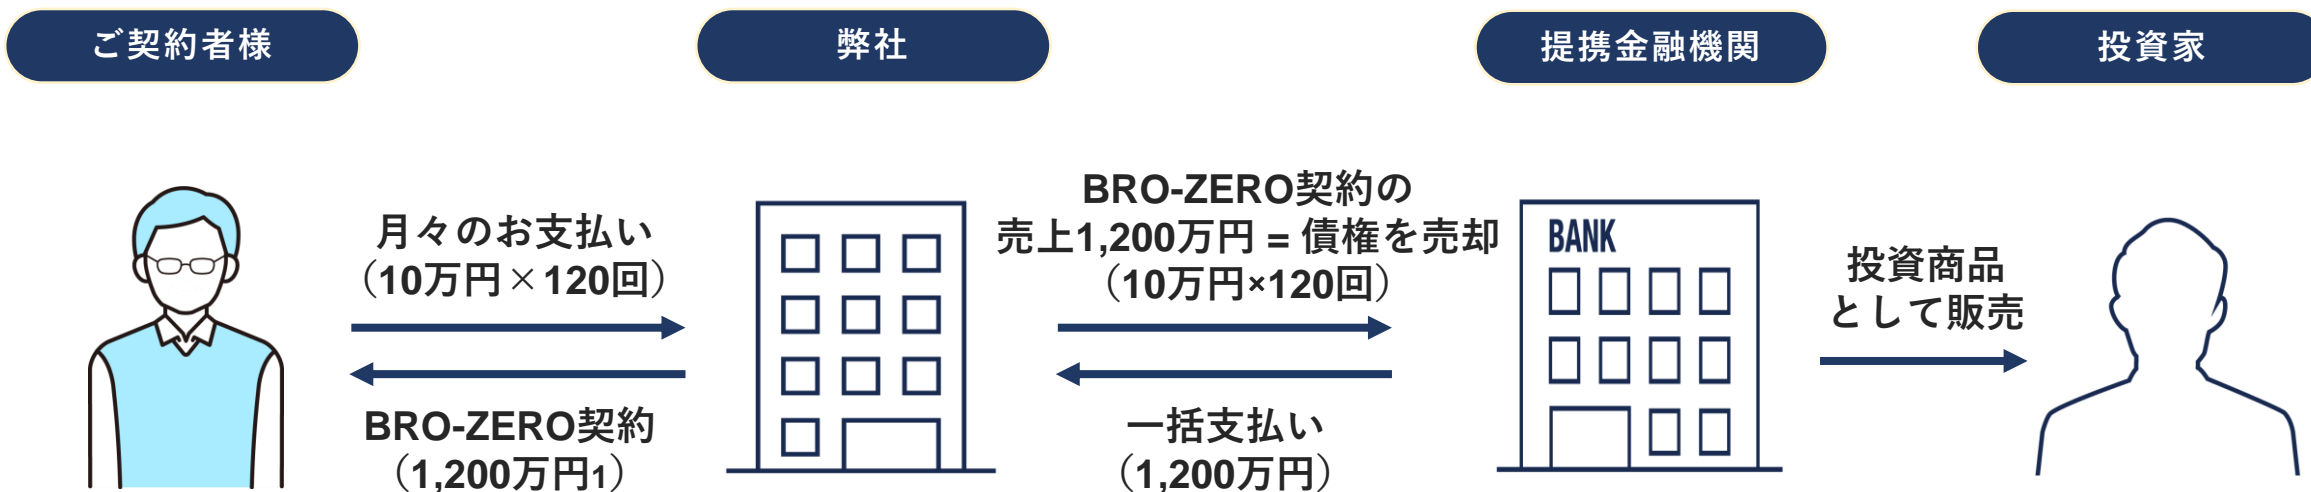 ご契約者様
弊社
提携金融機関
投資家
月々のお支払い
（10万円×120回）
BRO-ZERO契約
（1,200万円1）
BRO-ZERO契約の
売上1,200万円 = 債権を売却
（10万円×120回）
一括支払い
（1,200万円）
BANK
投資商品
として販売